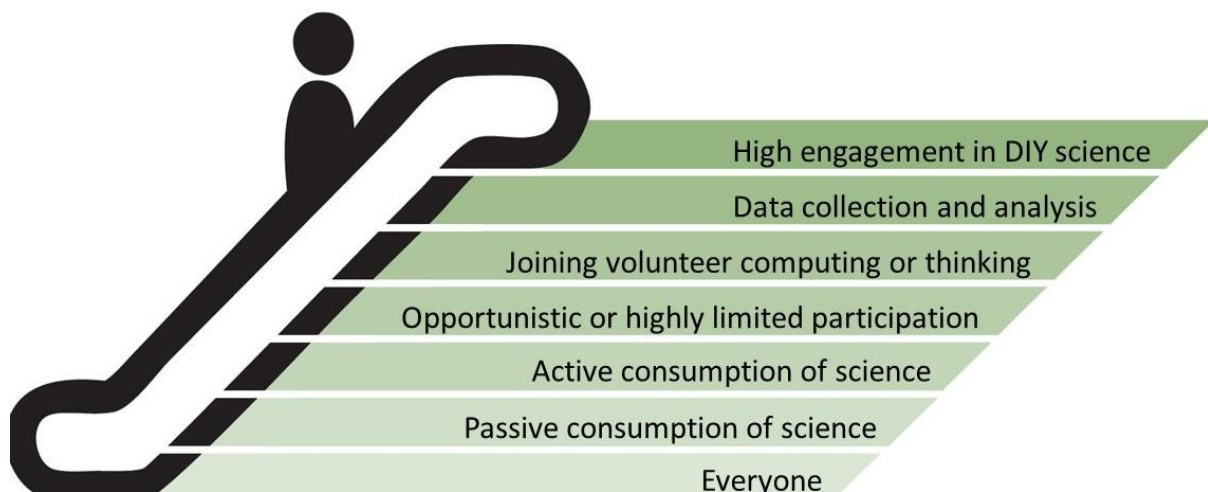 High engagement in DIY science
Data collection and analysis
Joining volunteer computing or thinking
Opportunistic or highly limited participation
Active consumption of science
Passive consumption of science
Everyone